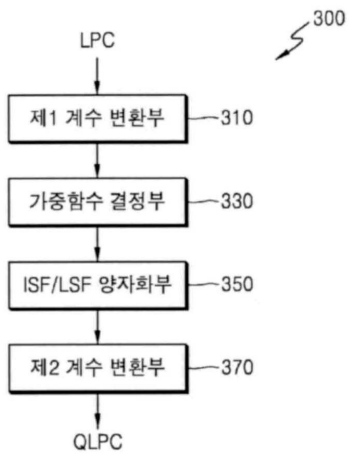 300
LPC
제1 계수 변환부 310
가중함수 결정부 330
ISF/LSF 양자화부 350
제2 계수 변환부 370
QLPC